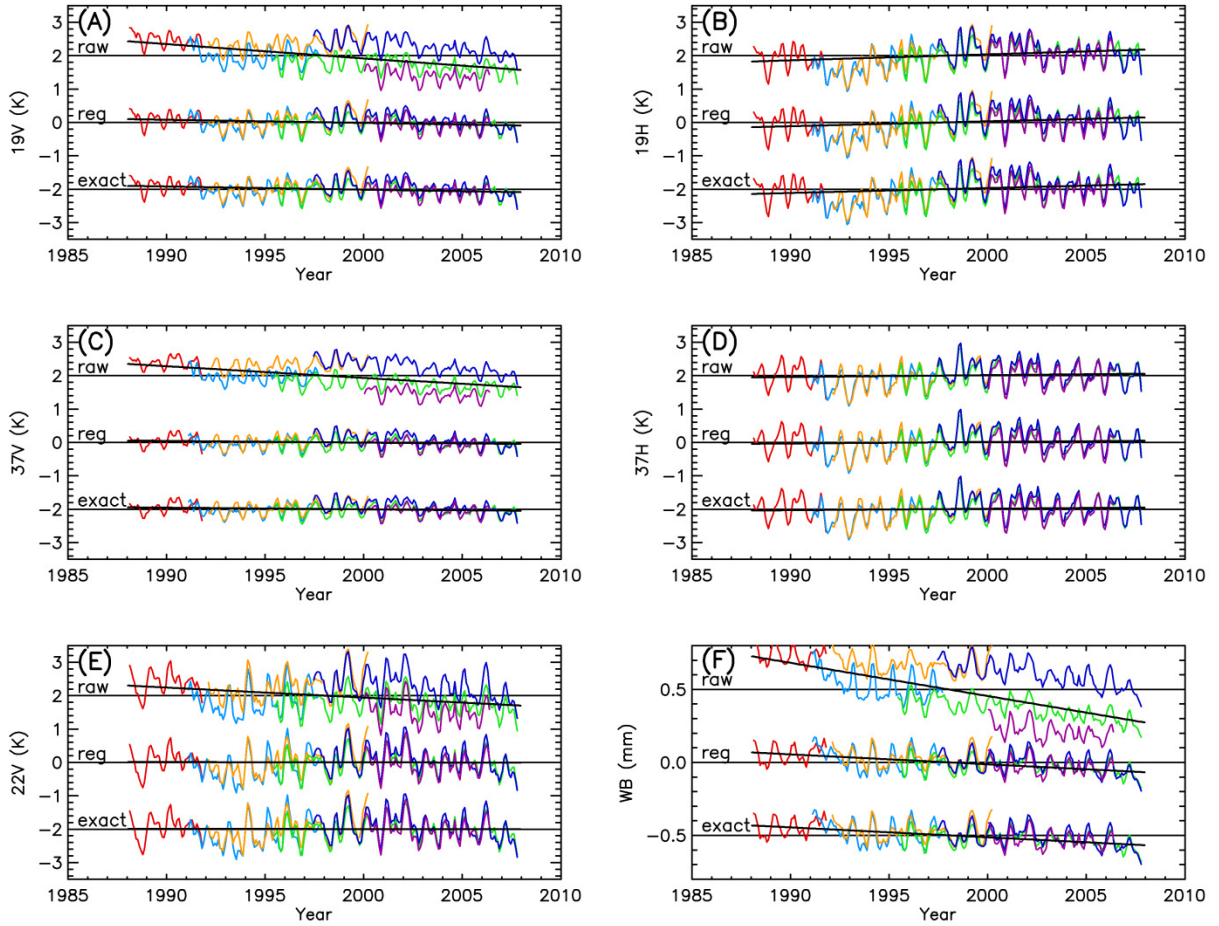 (A)
raw
reg
exact
19V (K)
3
2
1
0
−1
−2
−3
1985 1990 1995 2000 2005 2010
Year
(B)
raw
reg
exact
19H (K)
3
2
1
0
−1
−2
−3
1985 1990 1995 2000 2005 2010
Year
(C)
raw
reg
exact
37V (K)
3
2
1
0
−1
−2
−3
1985 1990 1995 2000 2005 2010
Year
(D)
raw
reg
exact
37H (K)
3
2
1
0
−1
−2
−3
1985 1990 1995 2000 2005 2010
Year
(E)
raw
reg
exact
22V (K)
3
2
1
0
−1
−2
−3
1985 1990 1995 2000 2005 2010
Year
(F)
raw
reg
exact
WB (mm)
0.5
0.0
−0.5
1985 1990 1995 2000 2005 2010
Year